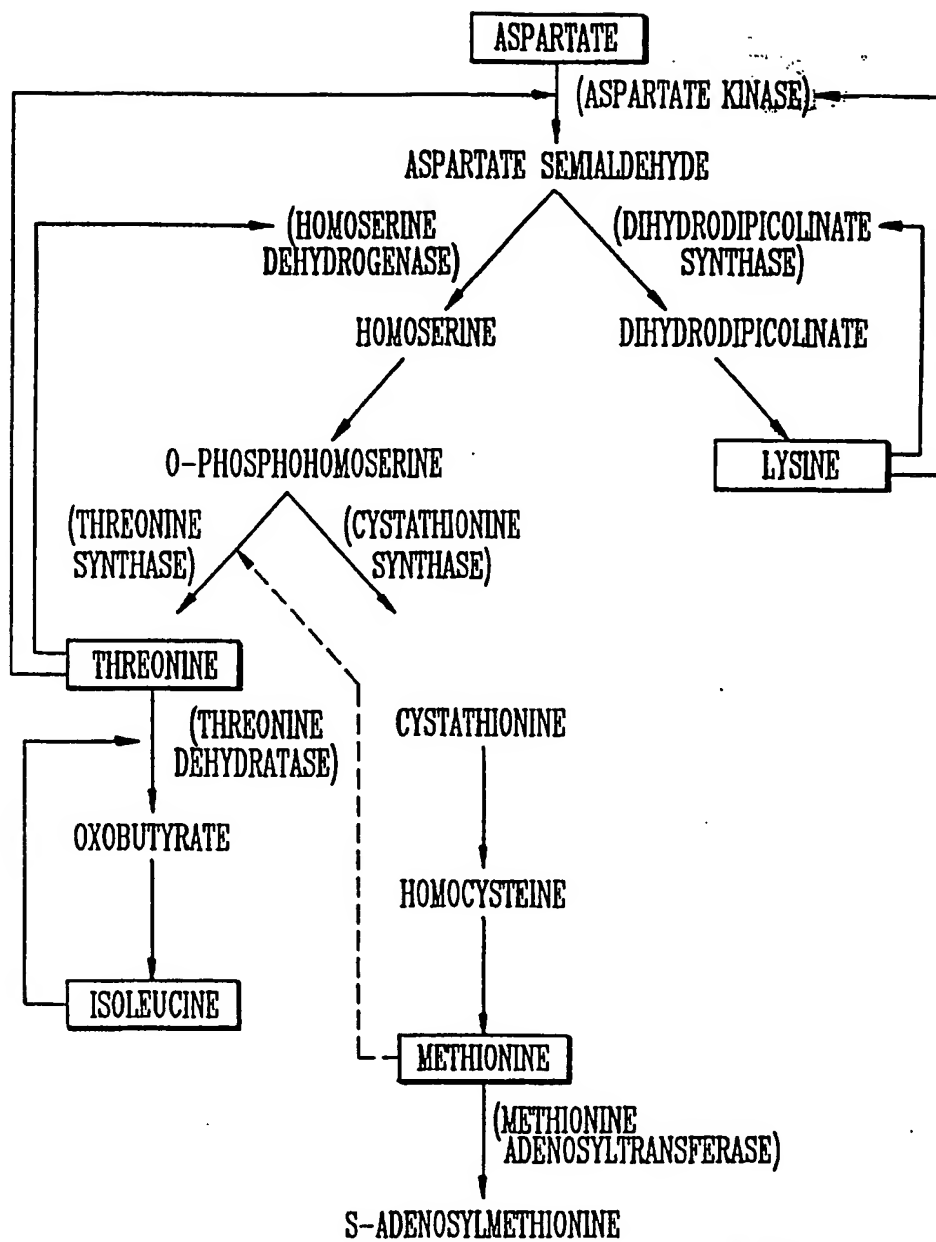 ASPARTATE
(ASPARTATE KINASE)
ASPARTATE SEMIALDEHYDE
(HOMOSERINE
DEHYDROGENASE)
(DIHYDRODIPICOLINATE
SYNTHASE)
HOMOSERINE
DIHYDRODIPICOLINATE
O-PHOSPHOHOMOSERINE
LYSINE
(THREONINE
SYNTHASE)
(CYSTATHIONINE
SYNTHASE)
THREONINE
(THREONINE
DEHYDRATASE)
CYSTATHIONINE
OXOBUTYRATE
HOMOCYSTEINE
ISOLEUCINE
METHIONINE
(METHIONINE
ADENOSYLTRANSFERASE)
S-ADENOSYLMETHIONINE